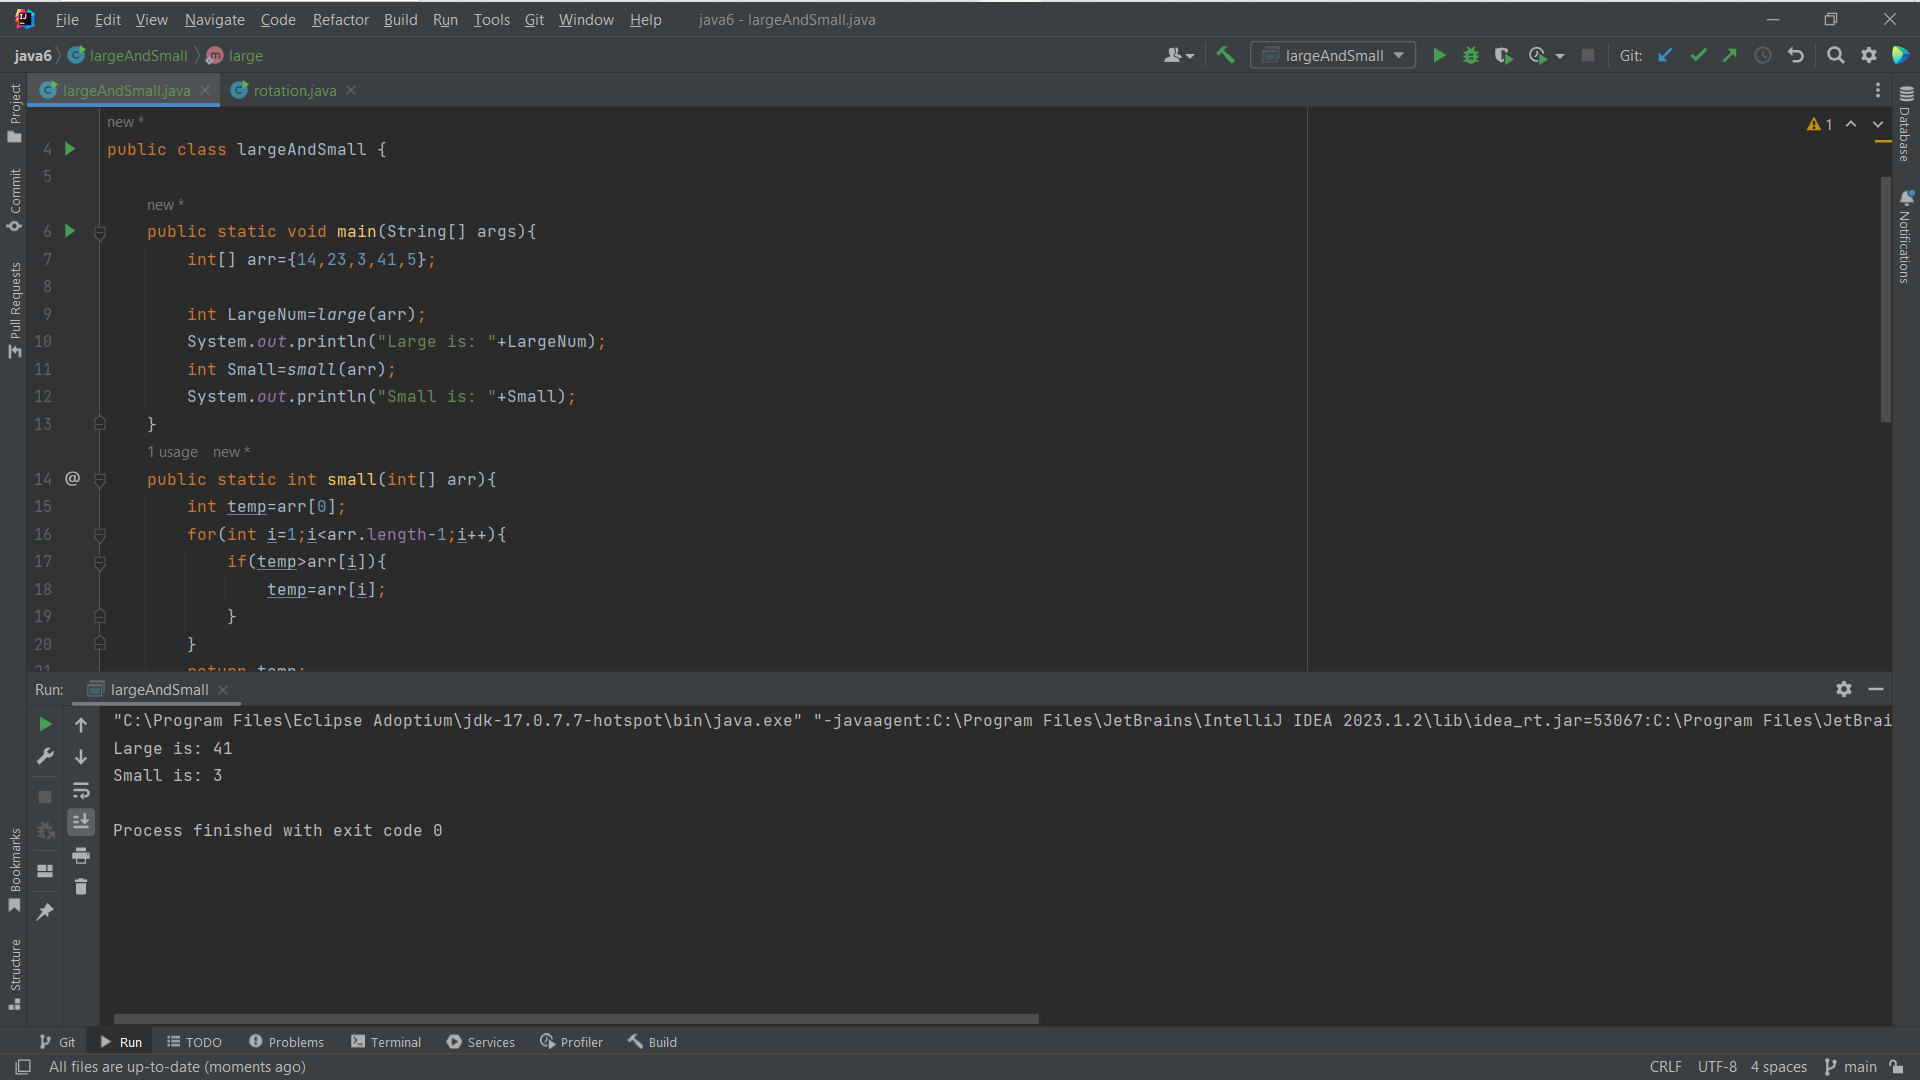 File Edit View Navigate Code Refactor Build Run Tools Git Window Help java6 - largeAndSmall.java
java6 largeAndSmall m large largeAndSmall Git:
largeAndSmall.java rotation.java
Project
Commit
Pull Requests
Bookmarks
Structure
new *
4 public class largeAndSmall {
5
new *
6 public static void main(String[] args){
7 int[] arr={14,23,3,41,5};
8
9 int LargeNum=large(arr);
10 System.out.println("Large is: "+LargeNum);
11 int Small=small(arr);
12 System.out.println("Small is: "+Small);
13 }
1 usage new *
14 @ public static int small(int[] arr){
15 int temp=arr[0];
16 for(int i=1;i<arr.length-1;i++){
17 if(temp>arr[i]){
18 temp=arr[i];
19 }
20 }
21 return temp;
1
Database
Notifications
Run: largeAndSmall
"C:\Program Files\Eclipse Adoptium\jdk-17.0.7.7-hotspot\bin\java.exe" "-javaagent:C:\Program Files\JetBrains\IntelliJ IDEA 2023.1.2\lib\idea_rt.jar=53067:C:\Program Files\JetBrai
Large is: 41
Small is: 3
Process finished with exit code 0
Git Run TODO Problems Terminal Services Profiler Build
All files are up-to-date (moments ago) CRLF UTF-8 4 spaces main